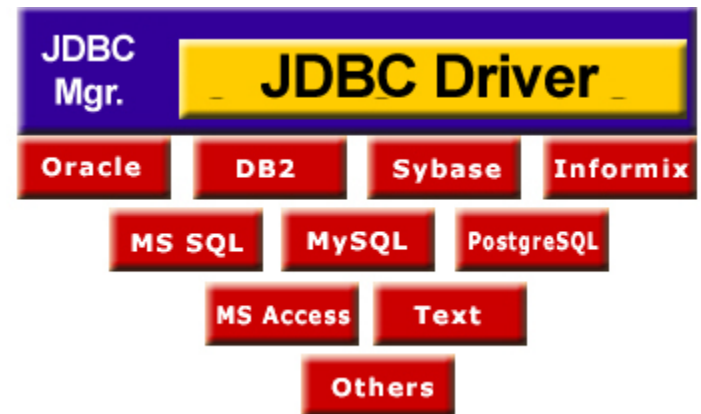 JDBC
Mgr.
JDBC Driver
Oracle
DB2
Sybase
Informix
MS SQL
MySQL
PostgreSQL
MS Access
Text
Others